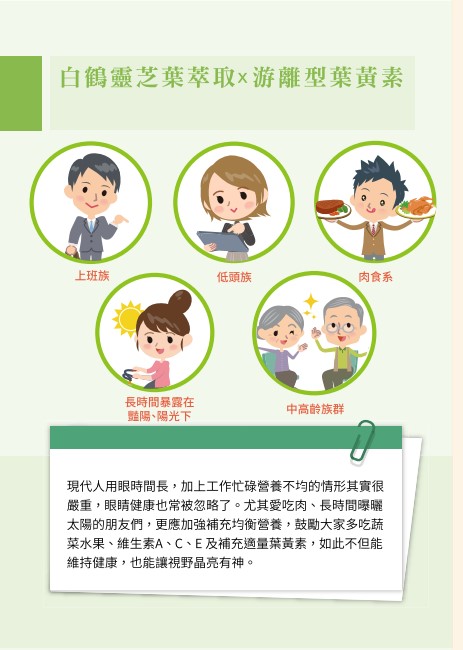 白鶴靈芝葉萃取x游離型葉黃素
上班族
低頭族
肉食系
長時間暴露在
豔陽、陽光下
中高齡族群
現代人用眼時間長，加上工作忙碌營養不均的情形其實很
嚴重，眼睛健康也常被忽略了。尤其愛吃肉、長時間曝曬
太陽的朋友們，更應加強補充均衡營養，鼓勵大家多吃蔬
菜水果、維生素A、C、E 及補充適量葉黃素，如此不但能
維持健康，也能讓視野晶亮有神。